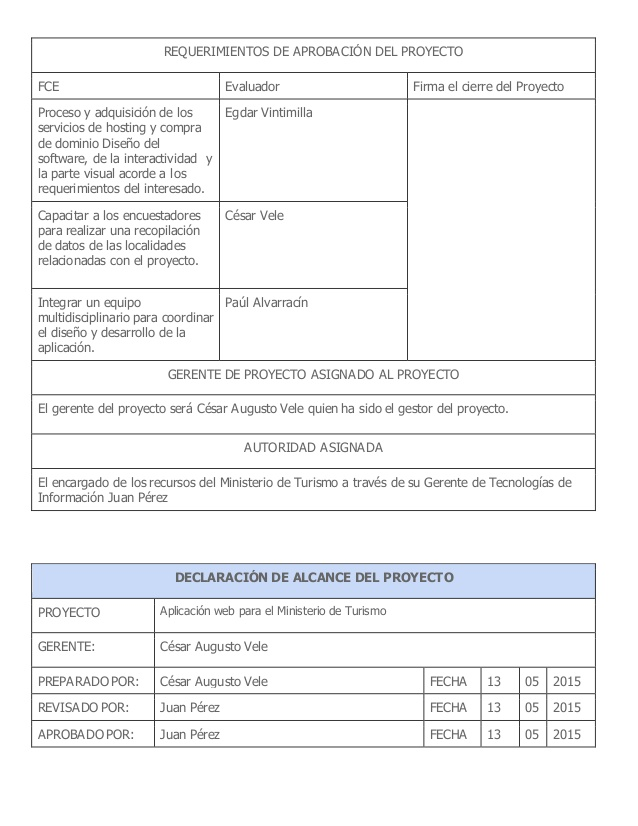 REQUERIMIENTOS DE APROBACIÓN DEL PROYECTO
FCE
Evaluador
Firma el cierre del Proyecto
Proceso y adquisición de los
servicios de hosting y compra
de dominio Diseño del
software, de la interactividad y
la parte visual acorde a los
requerimientos del interesado.
Egdar Vintimilla
Capacitar a los encuestadores
para realizar una recopilación
de datos de las localidades
relacionadas con el proyecto.
César Vele
Integrar un equipo
multidisciplinario para coordinar
el diseño y desarrollo de la
aplicación.
Paúl Alvarracín
GERENTE DE PROYECTO ASIGNADO AL PROYECTO
El gerente del proyecto será César Augusto Vele quien ha sido el gestor del proyecto.
AUTORIDAD ASIGNADA
El encargado de los recursos del Ministerio de Turismo a través de su Gerente de Tecnologías de
Información Juan Pérez
DECLARACIÓN DE ALCANCE DEL PROYECTO
PROYECTO Aplicación web para el Ministerio de Turismo
GERENTE: César Augusto Vele
PREPARADO POR: César Augusto Vele FECHA 13 05 2015
REVISADO POR: Juan Pérez FECHA 13 05 2015
APROBADO POR: Juan Pérez FECHA 13 05 2015